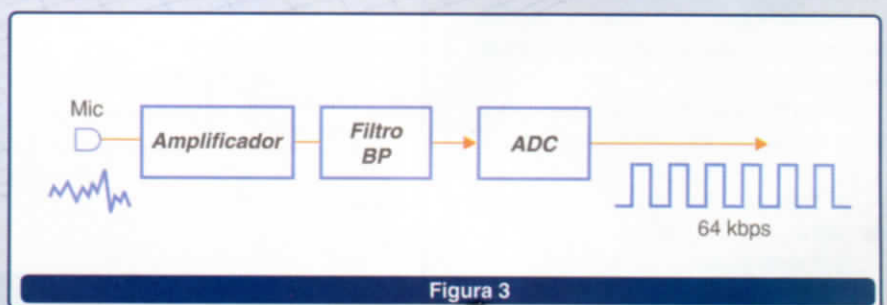 Mic
Amplificador
Filtro
BP
ADC
64 kbps
Figura 3